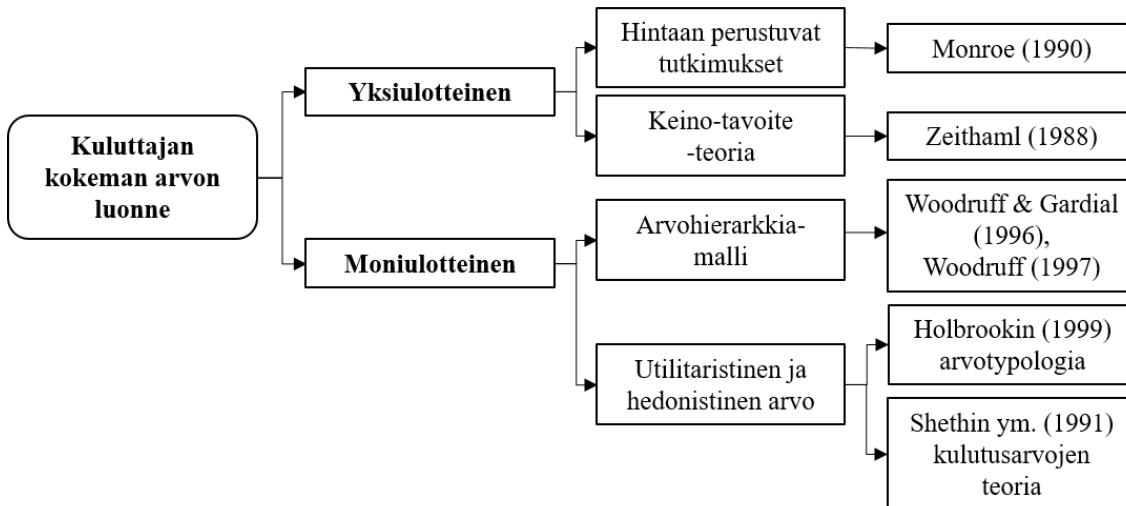 Kuluttajan
kokeman arvon
luonne
Yksiulotteinen
Hintaan perustuvat
tutkimukset
Monroe (1990)
Keino-tavoite
-teoria
Zeithaml (1988)
Moniulotteinen
Arvohierarkkia-
malli
Woodruff & Gardial
(1996),
Woodruff (1997)
Utilitaristinen ja
hedonistinen arvo
Holbrookin (1999)
arvotypologia
Shethin ym. (1991)
kulutusarvojen
teoria